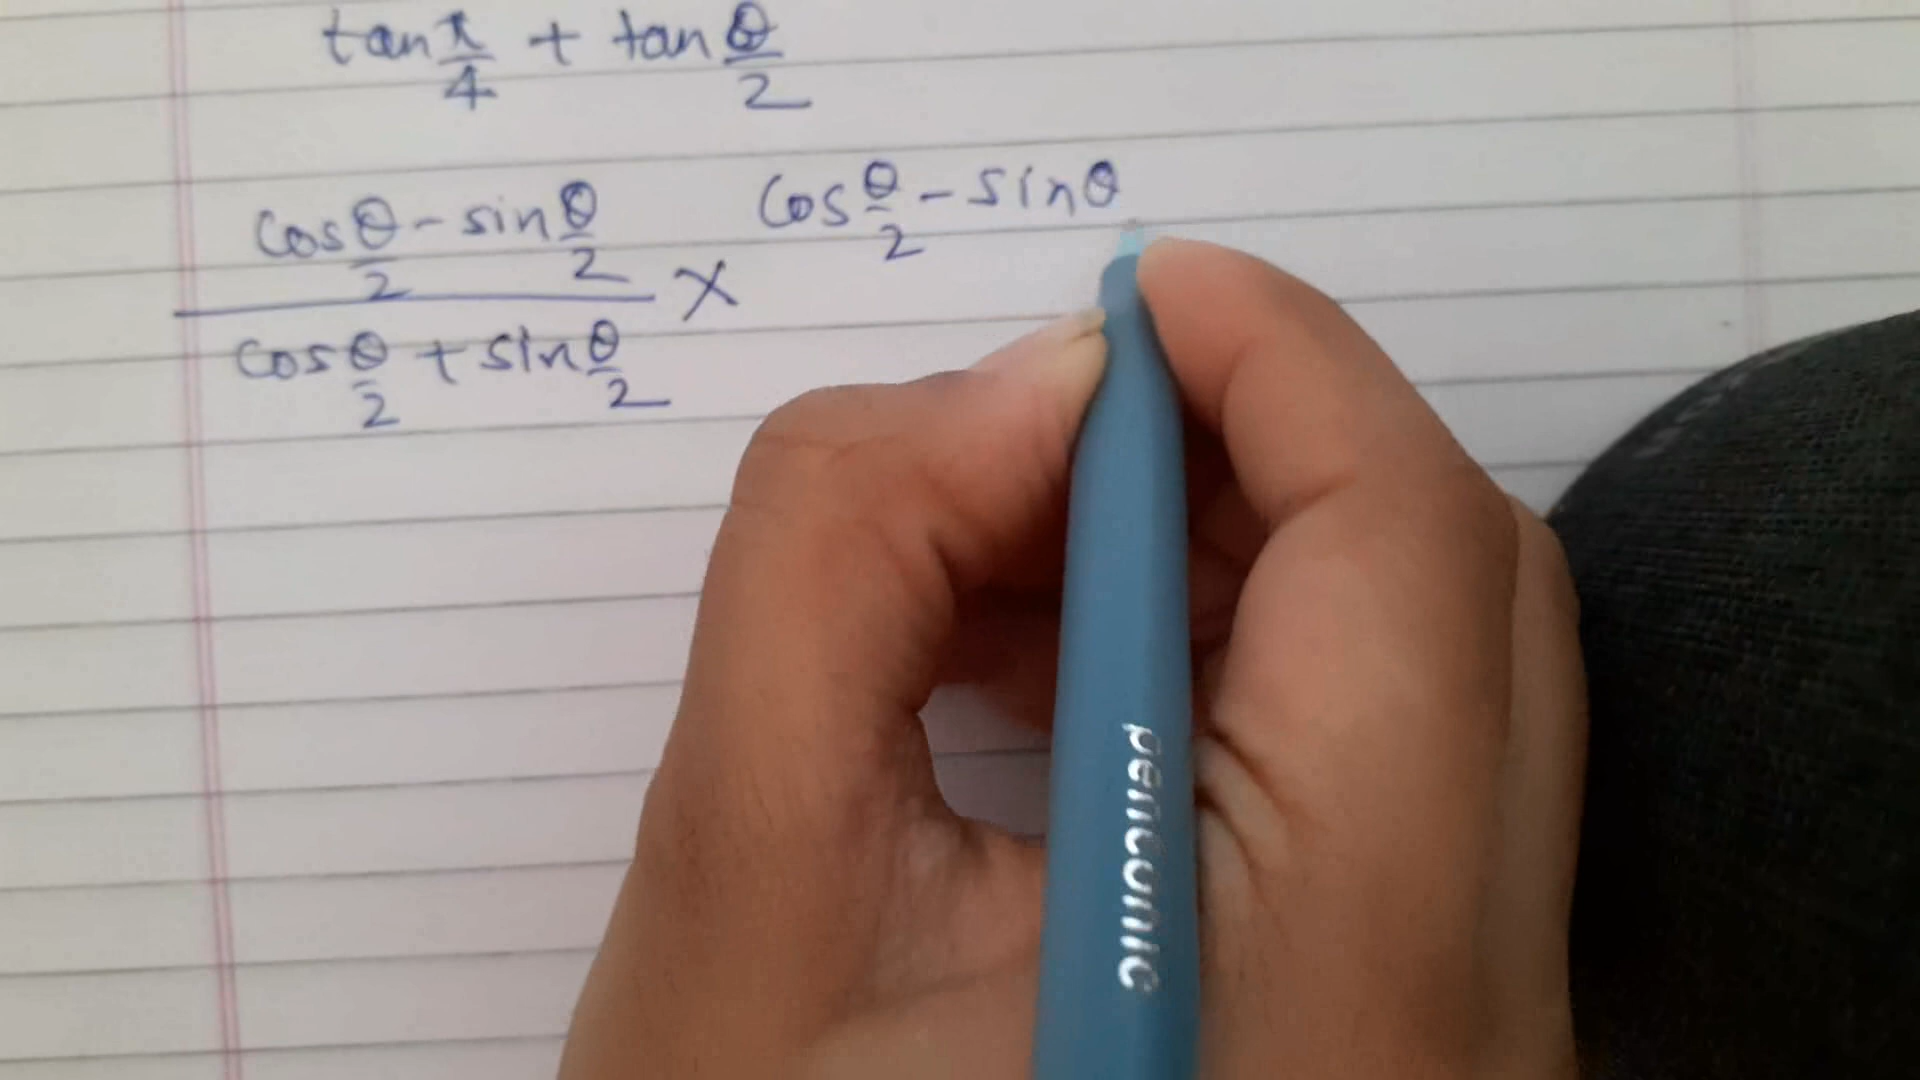 tan π/4 + tan θ/2
cos θ/2 - sin θ/2 × cos θ/2 - sin θ
cos θ/2 + sin θ/2
pentonic